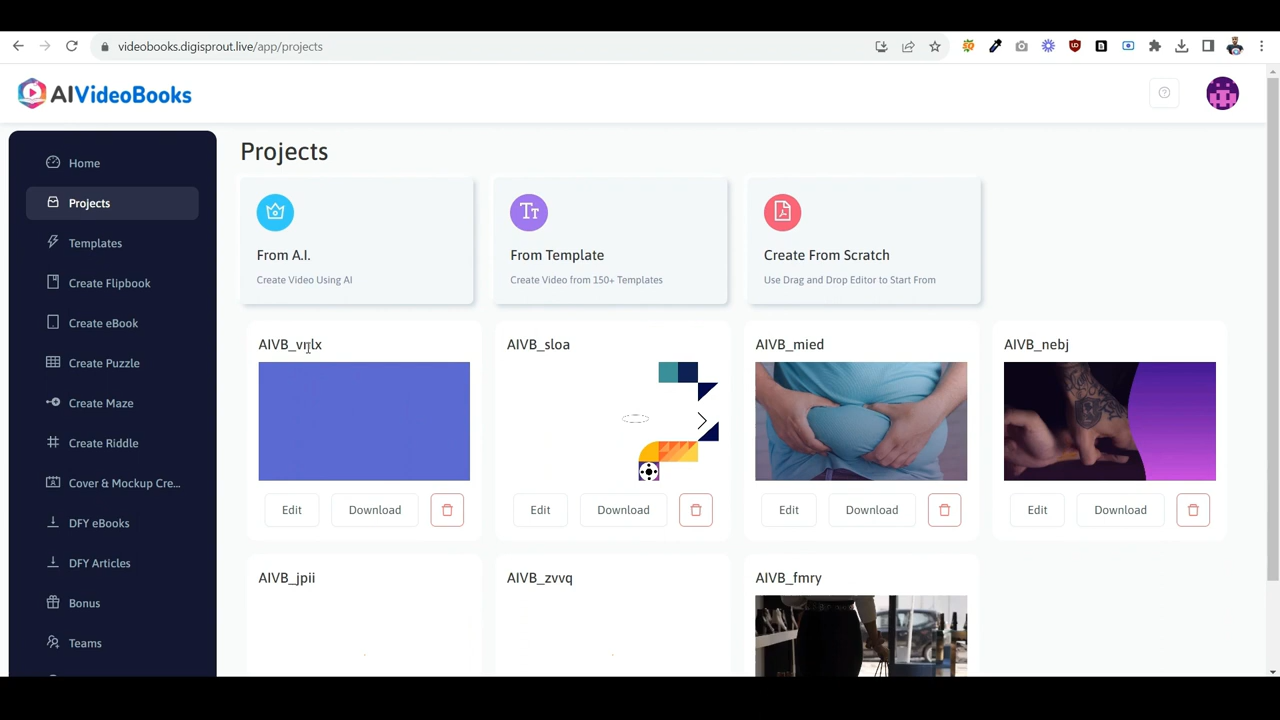 videobooks.digisprout.live/app/projects
AIVideoBooks
Home
Projects
Templates
Create Flipbook
Create eBook
Create Puzzle
Create Maze
Create Riddle
Cover & Mockup Cre...
DFY eBooks
DFY Articles
Bonus
Teams
Projects
From A.I.
Create Video Using AI
From Template
Create Video from 150+ Templates
Create From Scratch
Use Drag and Drop Editor to Start From
AIVB_sloa
AIVB_mied
AIVB_nebj
Edit Download
Edit Download
Edit Download
Edit Download
AIVB_jpii
AIVB_zvvq
AIVB_fmry